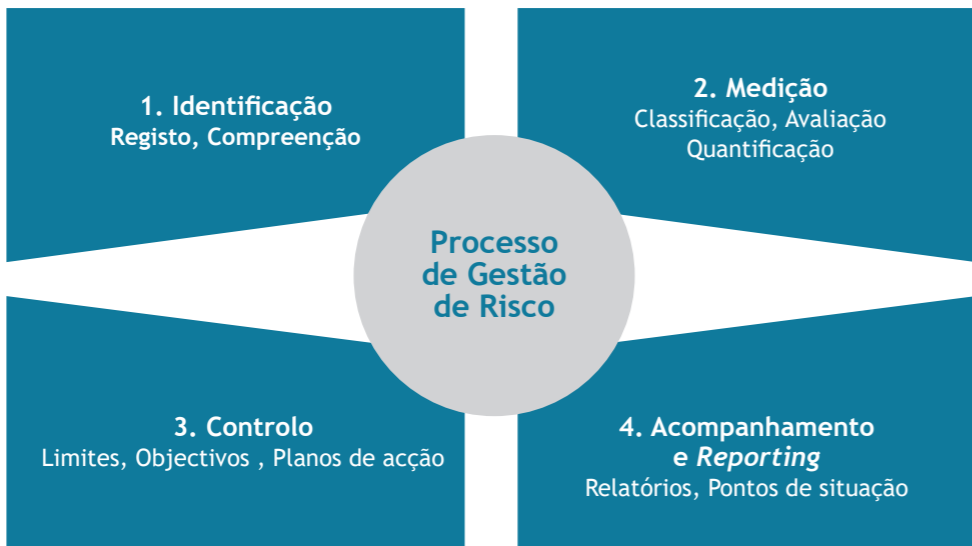 1. Identificação
Registo, Compreenção
2. Medição
Classificação, Avaliação
Quantificação
Processo
de Gestão
de Risco
3. Controlo
Limites, Objectivos , Planos de acção
4. Acompanhamento
e Reporting
Relatórios, Pontos de situação